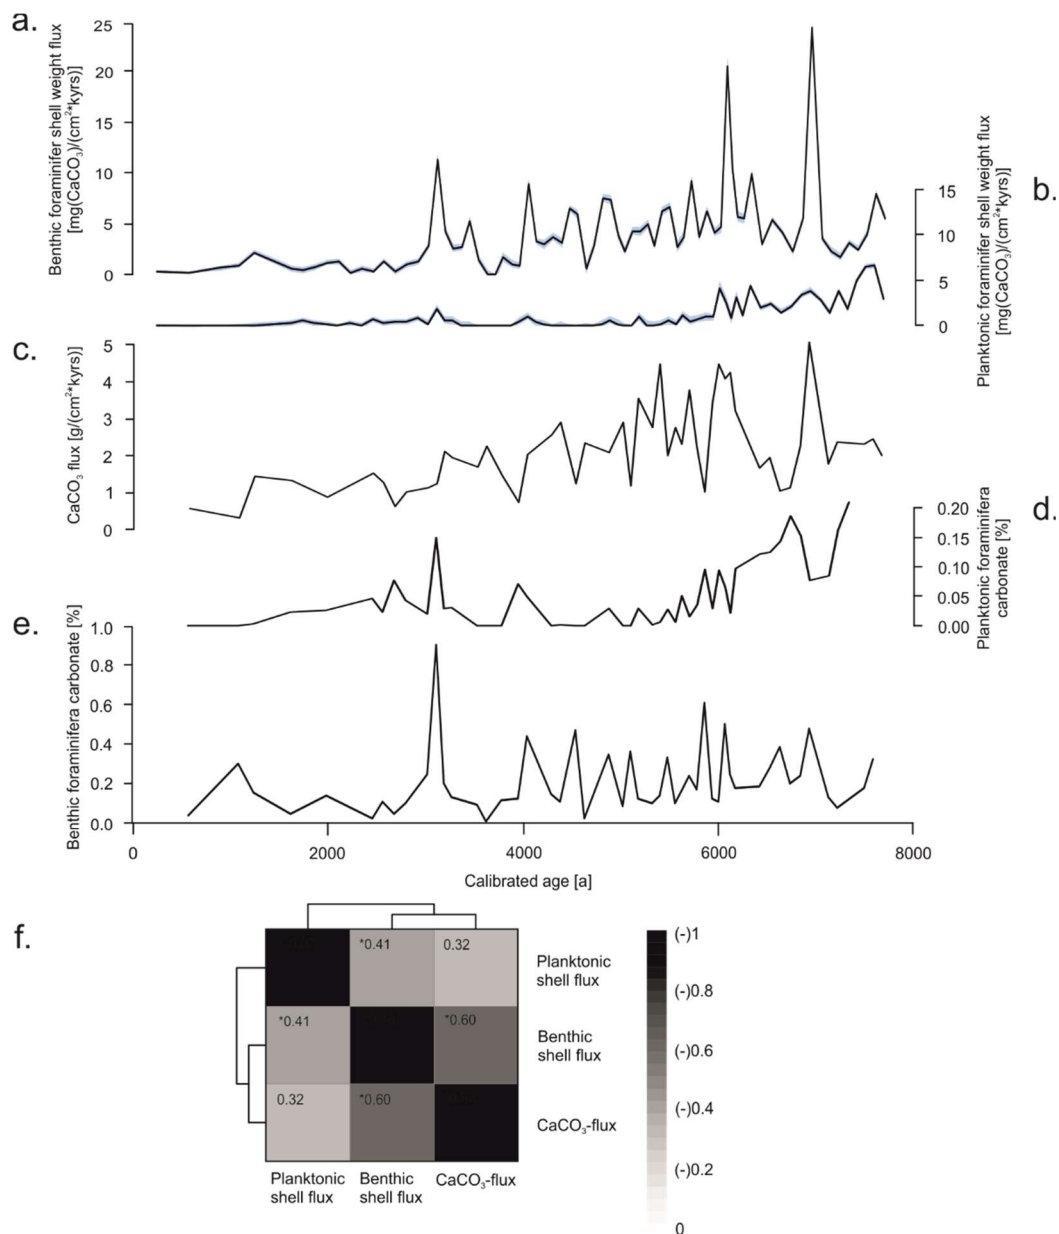 a.
Benthic foraminifer shell weight flux
[mg(CaCO₃)/(cm²*kyrs)]
25
20
15
10
5
0
b.
Planktonic foraminifer shell weight flux
[mg(CaCO₃)/(cm²*kyrs)]
15
10
5
0
c.
CaCO₃ flux [g/(cm²*kyrs)]
5
4
3
2
1
0
d.
Planktonic foraminifera
carbonate [%]
0.20
0.15
0.10
0.05
0.00
e.
Benthic foraminifera carbonate [%]
1.0
0.8
0.6
0.4
0.2
0.0
0 2000 4000 6000 8000
Calibrated age [a]
f.
*0.41 0.32
Planktonic
shell flux
*0.41 *0.60
Benthic
shell flux
0.32 *0.60
CaCO₃-flux
Planktonic
shell flux
Benthic
shell flux
CaCO₃-flux
(-)1
(-)0.8
(-)0.6
(-)0.4
(-)0.2
0